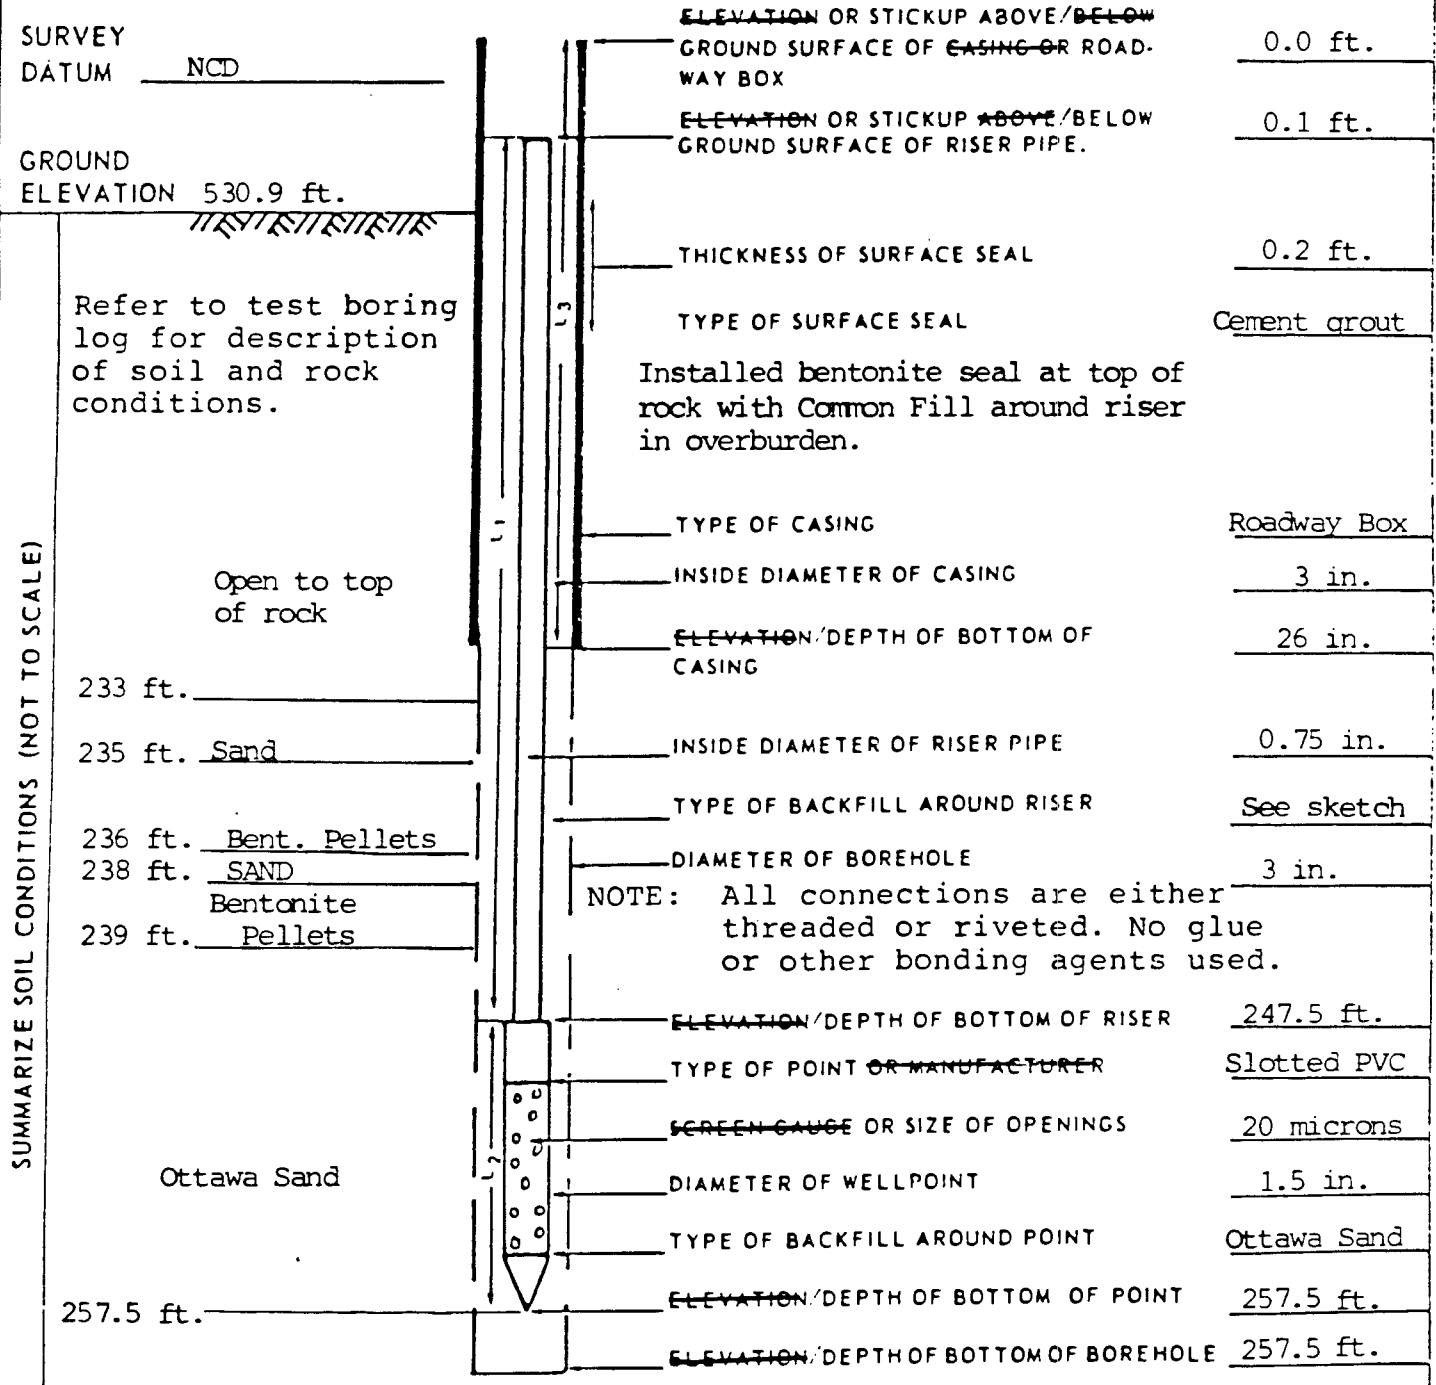 SURVEY
DATUM NCD
GROUND
ELEVATION 530.9 ft.
Refer to test boring
log for description
of soil and rock
conditions.
SUMMARIZE SOIL CONDITIONS (NOT TO SCALE)
Open to top
of rock
233 ft.
235 ft. Sand
236 ft. Bent. Pellets
238 ft. SAND
Bentonite
239 ft. Pellets
Ottawa Sand
257.5 ft.
L1
L3
L2
ELEVATION OR STICKUP ABOVE/BELOW
GROUND SURFACE OF CASING OR ROAD- 0.0 ft.
WAY BOX
ELEVATION OR STICKUP ABOVE/BELOW 0.1 ft.
GROUND SURFACE OF RISER PIPE.
THICKNESS OF SURFACE SEAL 0.2 ft.
TYPE OF SURFACE SEAL Cement grout
Installed bentonite seal at top of
rock with Common Fill around riser
in overburden.
TYPE OF CASING Roadway Box
INSIDE DIAMETER OF CASING 3 in.
ELEVATION/DEPTH OF BOTTOM OF 26 in.
CASING
INSIDE DIAMETER OF RISER PIPE 0.75 in.
TYPE OF BACKFILL AROUND RISER See sketch
DIAMETER OF BOREHOLE 3 in.
NOTE: All connections are either
threaded or riveted. No glue
or other bonding agents used.
ELEVATION/DEPTH OF BOTTOM OF RISER 247.5 ft.
TYPE OF POINT OR MANUFACTURER Slotted PVC
SCREEN GAUGE OR SIZE OF OPENINGS 20 microns
DIAMETER OF WELLPOINT 1.5 in.
TYPE OF BACKFILL AROUND POINT Ottawa Sand
ELEVATION/DEPTH OF BOTTOM OF POINT 257.5 ft.
ELEVATION/DEPTH OF BOTTOM OF BOREHOLE 257.5 ft.